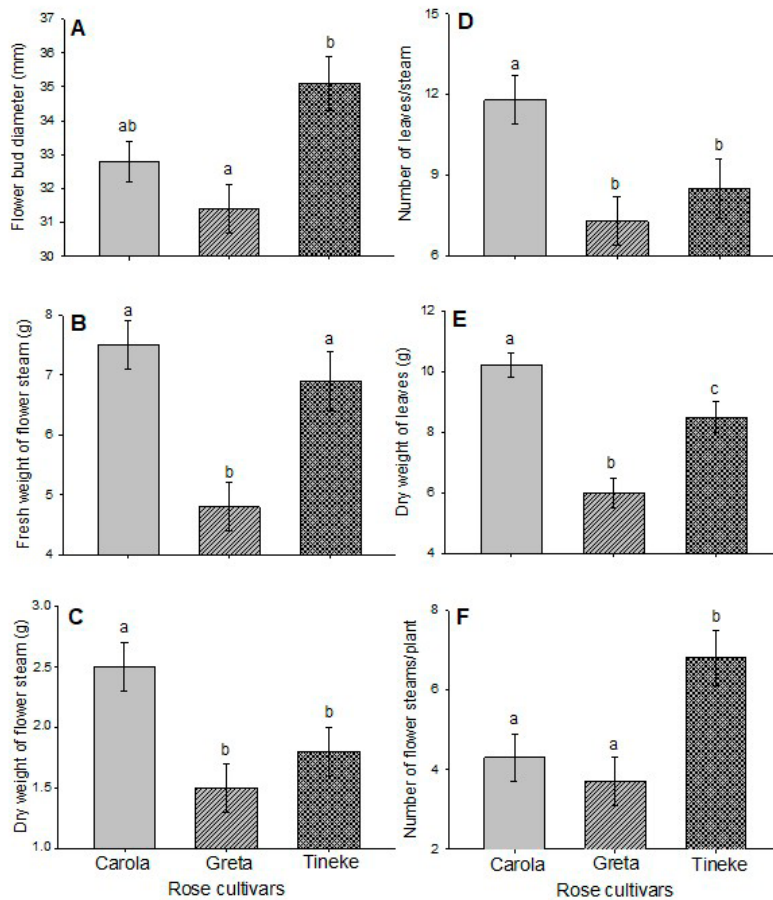 A
Flower bud diameter (mm)
37
36
35
34
33
32
31
30
ab
a
b
D
Number of leaves/steam
15
12
9
6
a
b
b
B
Fresh weight of flower steam (g)
8
7
6
5
4
a
b
a
E
Dry weight of leaves (g)
12
10
8
6
4
a
b
c
C
Dry weight of flower steam (g)
3.0
2.5
2.0
1.5
1.0
a
b
b
Carola Greta Tineke
Rose cultivars
F
Number of flower steams/plant
8
6
4
2
a
a
b
Carola Greta Tineke
Rose cultivars